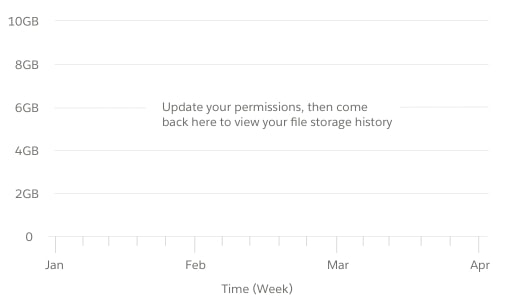 10GB
8GB
6GB
Update your permissions, then come
back here to view your file storage history
4GB
2GB
0
Jan Feb Mar Apr
Time (Week)